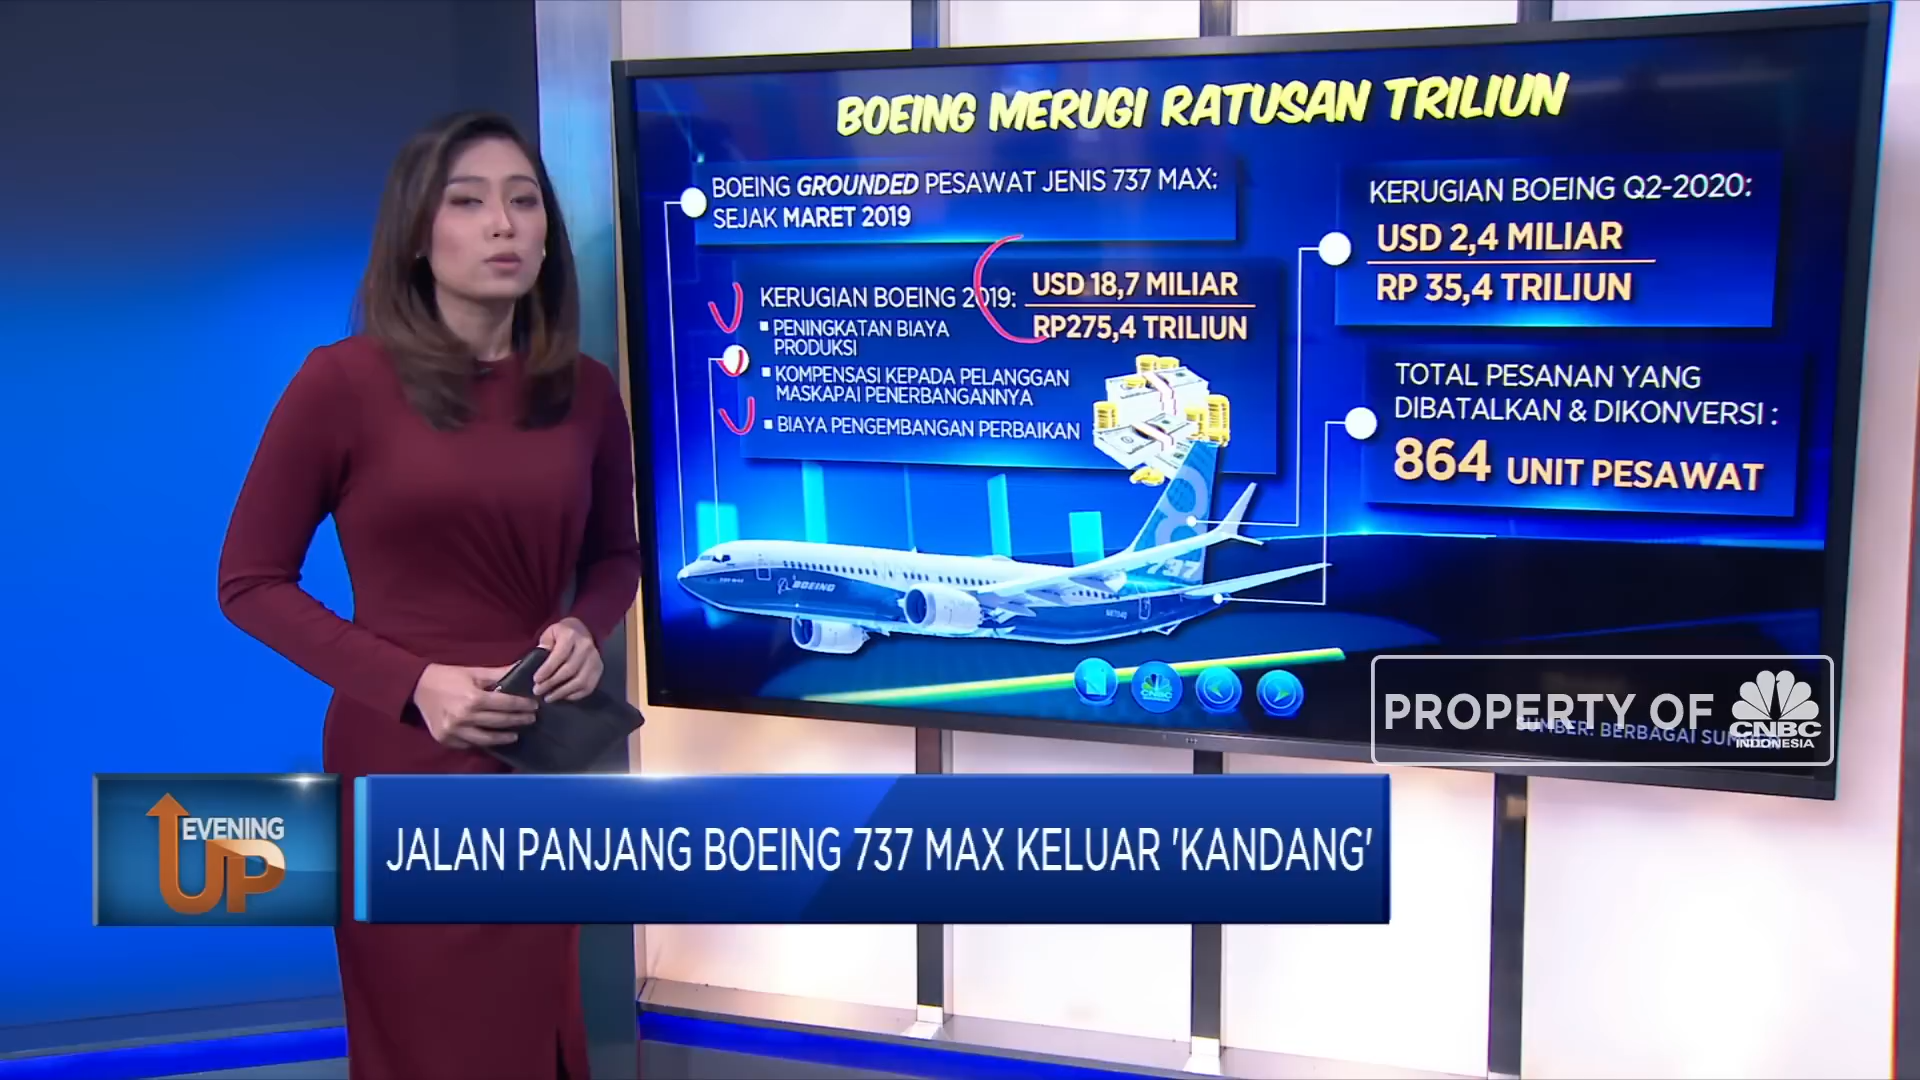 BOEING MERUGI RATUSAN TRILIUN
BOEING GROUNDED PESAWAT JENIS 737 MAX:
SEJAK MARET 2019
KERUGIAN BOEING 2019:
USD 18,7 MILIAR
RP275,4 TRILIUN
PENINGKATAN BIAYA
PRODUKSI
KOMPENSASI KEPADA PELANGGAN
MASKAPAI PENERBANGANNYA
BIAYA PENGEMBANGAN PERBAIKAN
KERUGIAN BOEING Q2-2020:
USD 2,4 MILIAR
RP 35,4 TRILIUN
TOTAL PESANAN YANG
DIBATALKAN & DIKONVERSI :
864 UNIT PESAWAT
BOEING
737
CNBC
PROPERTY OF CNBC
INDONESIA
SUMBER: BERBAGAI
EVENING
UP
JALAN PANJANG BOEING 737 MAX KELUAR 'KANDANG'